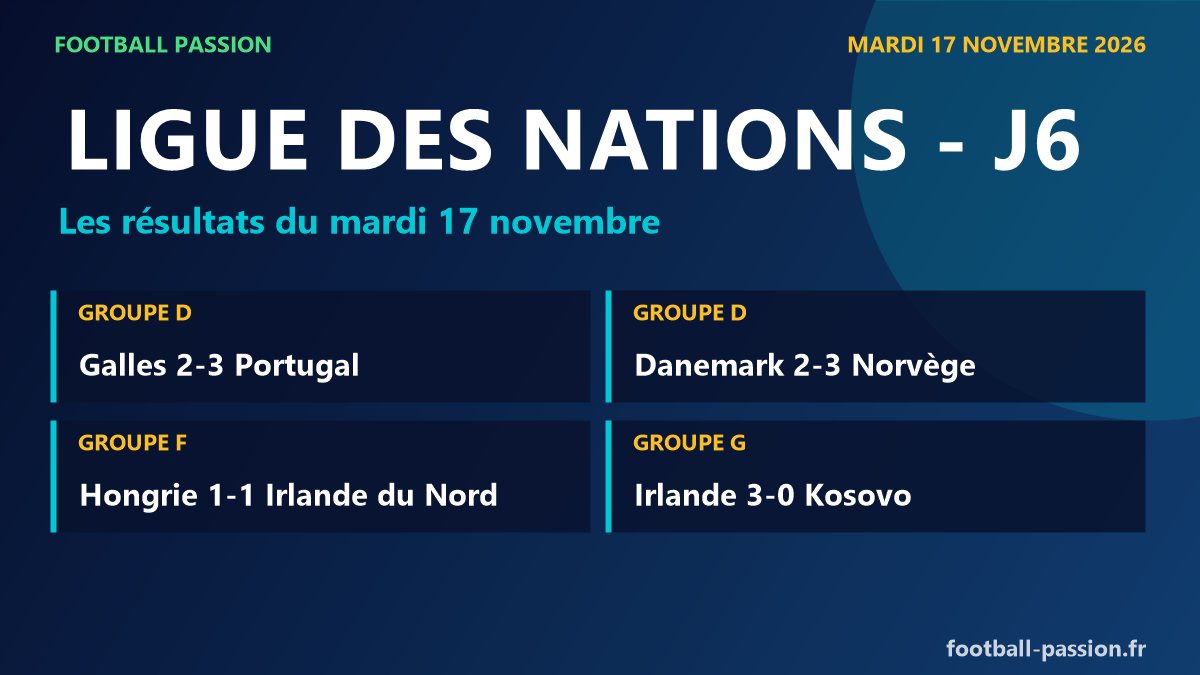 FOOTBALL PASSION
MARDI 17 NOVEMBRE 2026
LIGUE DES NATIONS - J6
Les résultats du mardi 17 novembre
GROUPE D
Galles 2-3 Portugal
GROUPE D
Danemark 2-3 Norvège
GROUPE F
Hongrie 1-1 Irlande du Nord
GROUPE G
Irlande 3-0 Kosovo
football-passion.fr